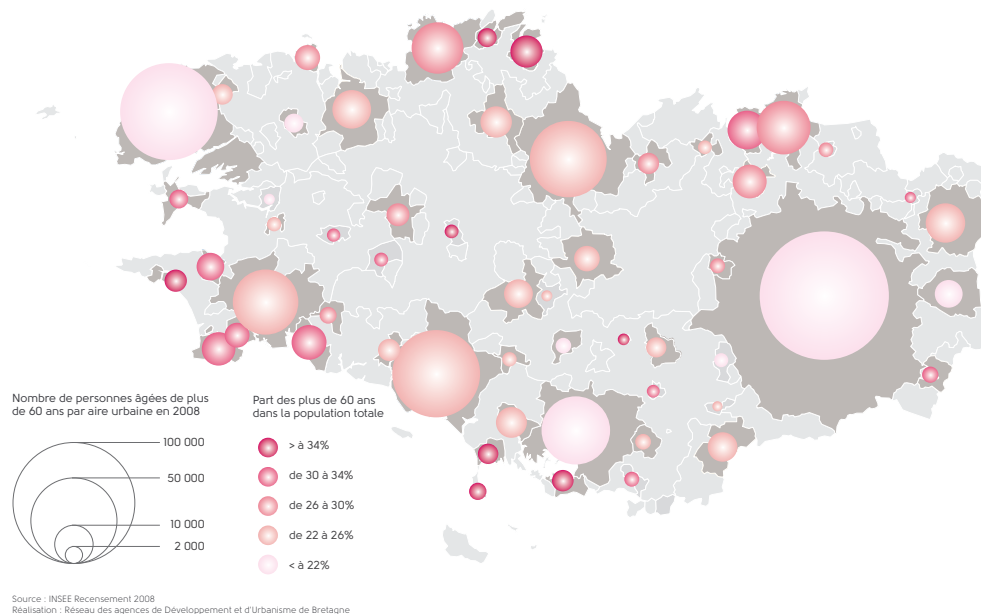 Nombre de personnes âgées de plus
de 60 ans par aire urbaine en 2008
100 000
50 000
10 000
2 000
Part des plus de 60 ans
dans la population totale
> à 34%
de 30 à 34%
de 26 à 30%
de 22 à 26%
< à 22%
Source : INSEE Recensement 2008
Réalisation : Réseau des agences de Développement et d'Urbanisme de Bretagne